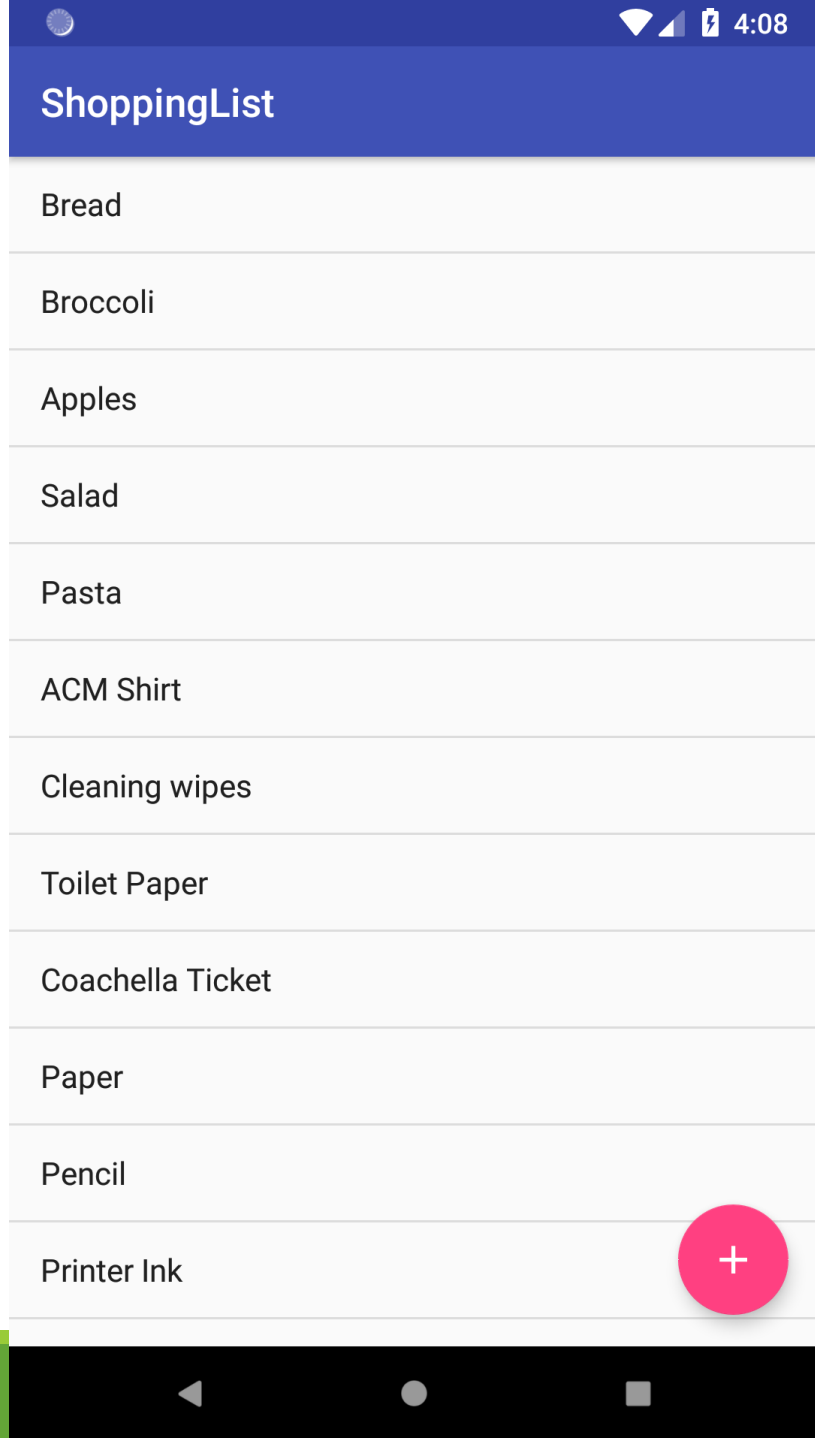 4:08
ShoppingList
Bread
Broccoli
Apples
Salad
Pasta
ACM Shirt
Cleaning wipes
Toilet Paper
Coachella Ticket
Paper
Pencil
Printer Ink